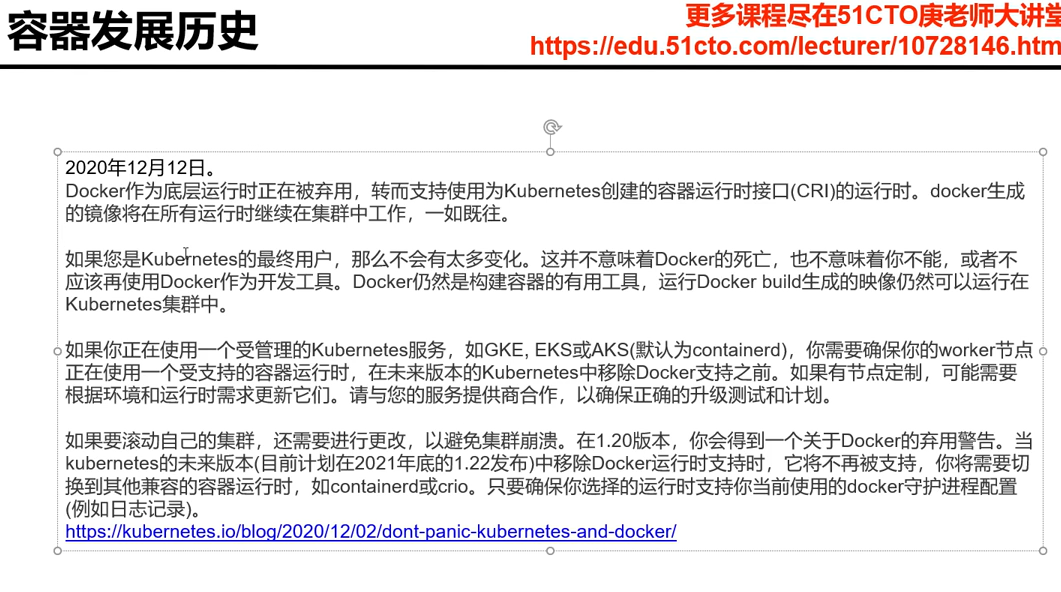 容器发展历史
更多课程尽在51CTO庚老师大讲堂
https://edu.51cto.com/lecturer/10728146.htm
2020年12月12日。
Docker作为底层运行时正在被弃用，转而支持使用为Kubernetes创建的容器运行时接口(CRI)的运行时。docker生成
的镜像将在所有运行时继续在集群中工作，一如既往。
如果您是Kubernetes的最终用户，那么不会有太多变化。这并不意味着Docker的死亡，也不意味着你不能，或者不
应该再使用Docker作为开发工具。Docker仍然是构建容器的有用工具，运行Docker build生成的映像仍然可以运行在
Kubernetes集群中。
如果你正在使用一个受管理的Kubernetes服务，如GKE, EKS或AKS(默认为containerd)，你需要确保你的worker节点
正在使用一个受支持的容器运行时，在未来版本的Kubernetes中移除Docker支持之前。如果有节点定制，可能需要
根据环境和运行时需求更新它们。请与您的服务提供商合作，以确保正确的升级测试和计划。
如果要滚动自己的集群，还需要进行更改，以避免集群崩溃。在1.20版本，你会得到一个关于Docker的弃用警告。当
kubernetes的未来版本(目前计划在2021年底的1.22发布)中移除Docker运行时支持时，它将不再被支持，你将需要切
换到其他兼容的容器运行时，如containerd或crio。只要确保你选择的运行时支持你当前使用的docker守护进程配置
(例如日志记录)。
https://kubernetes.io/blog/2020/12/02/dont-panic-kubernetes-and-docker/